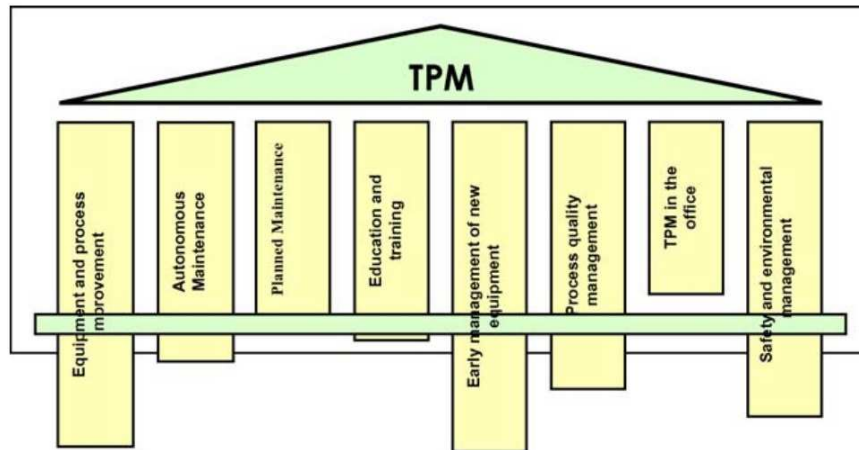 TPM
Equipment and process
improvement
Autonomous
Maintenance
Planned Maintenance
Education and
training
Early management of new
equipment
Process quality
management
TPM in the
office
Safety and environmental
management